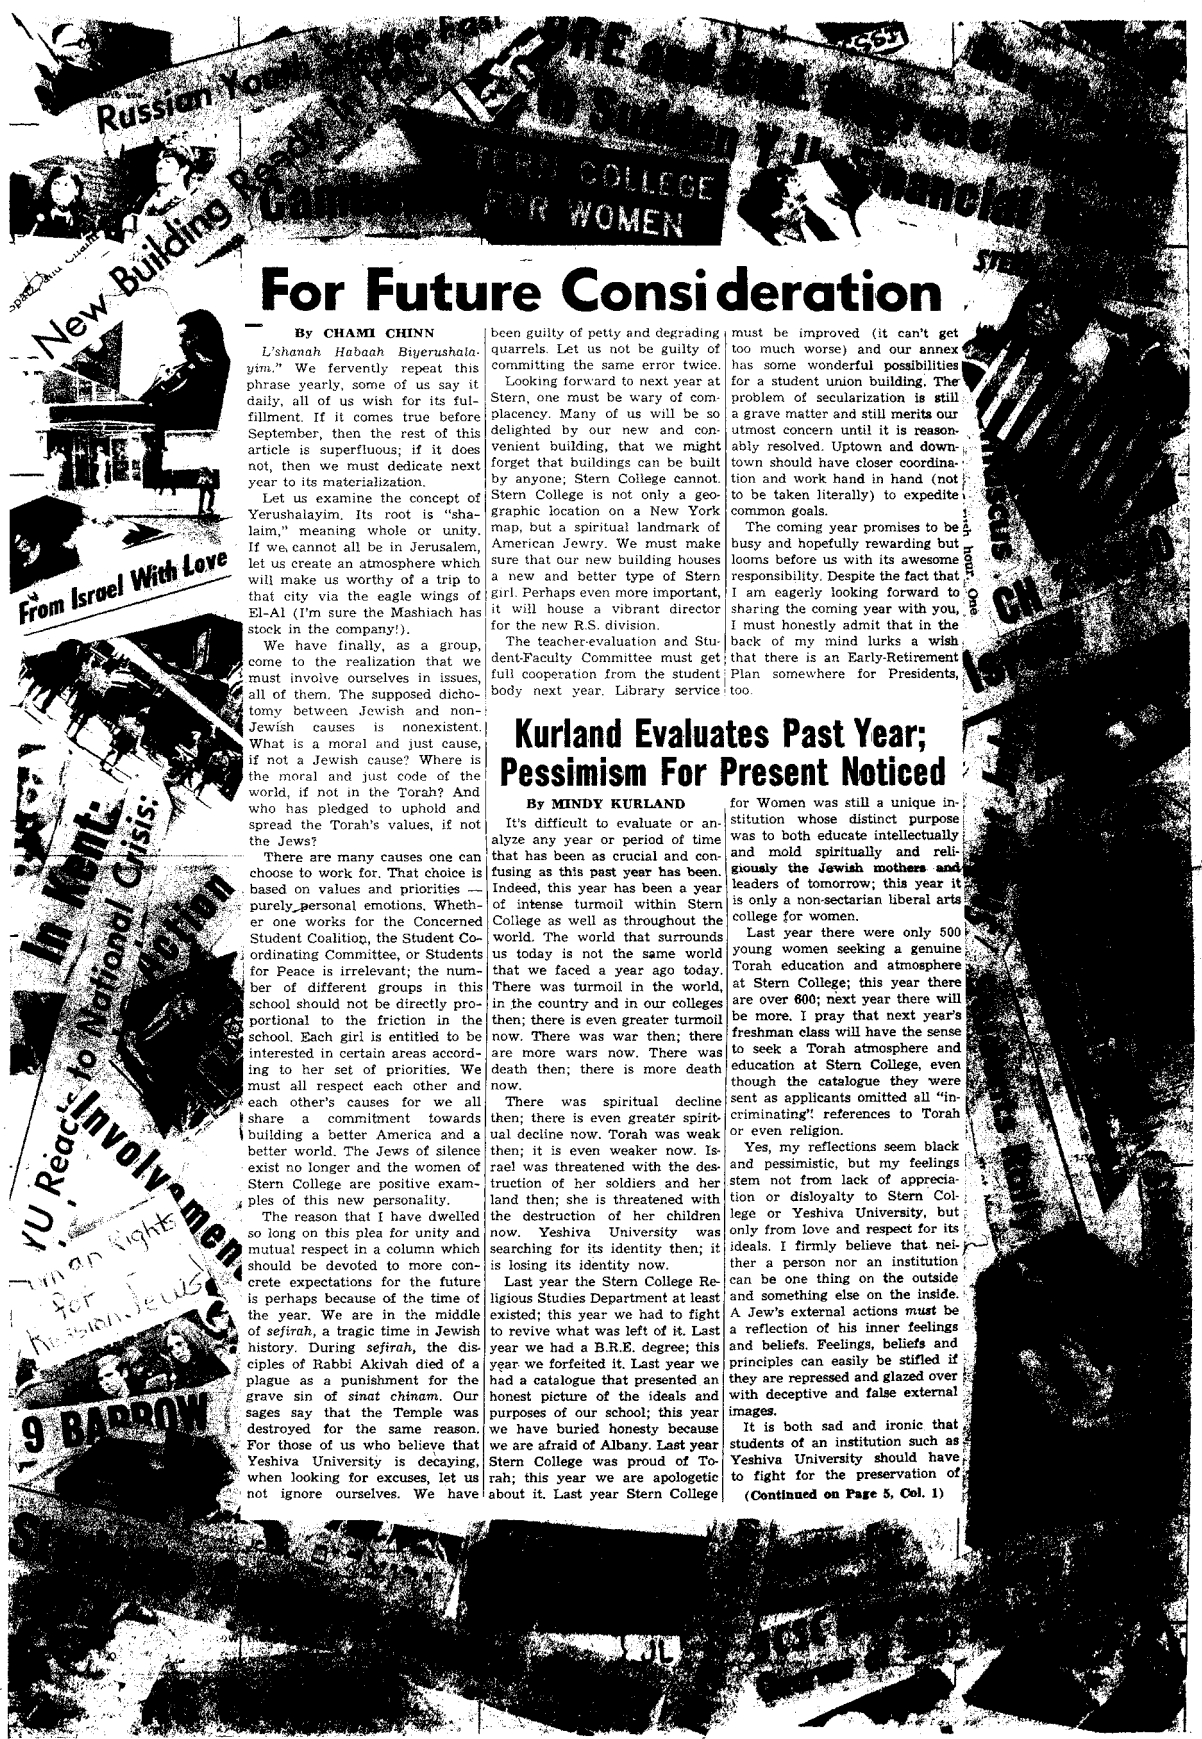 Russian Youth
New Building Ready In
STERN COLLEGE
FOR WOMEN
to Sudden Y.U. Financial
From Israel With Love
In Kent.
YU Reacts to National Crisis:
Action
Involvement
Human Rights
for
Russian Jews!
9 BARROW
For Future Consideration
By CHAMI CHINN
L'shanah Habaah Biyerushala-
yim." We fervently repeat this
phrase yearly, some of us say it
daily, all of us wish for its ful-
fillment. If it comes true before
September, then the rest of this
article is superfluous; if it does
not, then we must dedicate next
year to its materialization.
Let us examine the concept of
Yerushalayim. Its root is "sha-
laim," meaning whole or unity.
If we cannot all be in Jerusalem,
let us create an atmosphere which
will make us worthy of a trip to
that city via the eagle wings of
El-Al (I'm sure the Mashiach has
stock in the company!).
We have finally, as a group,
come to the realization that we
must involve ourselves in issues,
all of them. The supposed dicho-
tomy between Jewish and non-
Jewish causes is nonexistent.
What is a moral and just cause,
if not a Jewish cause? Where is
the moral and just code of the
world, if not in the Torah? And
who has pledged to uphold and
spread the Torah's values, if not
the Jews?
There are many causes one can
choose to work for. That choice is
based on values and priorities —
purely personal emotions. Wheth-
er one works for the Concerned
Student Coalition, the Student Co-
ordinating Committee, or Students
for Peace is irrelevant; the num-
ber of different groups in this
school should not be directly pro-
portional to the friction in the
school. Each girl is entitled to be
interested in certain areas accord-
ing to her set of priorities. We
must all respect each other and
each other's causes for we all
share a commitment towards
building a better America and a
better world. The Jews of silence
exist no longer and the women of
Stern College are positive exam-
ples of this new personality.
The reason that I have dwelled
so long on this plea for unity and
mutual respect in a column which
should be devoted to more con-
crete expectations for the future
is perhaps because of the time of
the year. We are in the middle
of sefirah, a tragic time in Jewish
history. During sefirah, the dis-
ciples of Rabbi Akivah died of a
plague as a punishment for the
grave sin of sinat chinam. Our
sages say that the Temple was
destroyed for the same reason.
For those of us who believe that
Yeshiva University is decaying,
when looking for excuses, let us
not ignore ourselves. We have
been guilty of petty and degrading
quarrels. Let us not be guilty of
committing the same error twice.
Looking forward to next year at
Stern, one must be wary of com-
placency. Many of us will be so
delighted by our new and con-
venient building, that we might
forget that buildings can be built
by anyone; Stern College cannot.
Stern College is not only a geo-
graphic location on a New York
map, but a spiritual landmark of
American Jewry. We must make
sure that our new building houses
a new and better type of Stern
girl. Perhaps even more important,
it will house a vibrant director
for the new R.S. division.
The teacher-evaluation and Stu-
dent-Faculty Committee must get
full cooperation from the student
body next year. Library service
must be improved (it can't get
too much worse) and our annex
has some wonderful possibilities
for a student union building. The
problem of secularization is still
a grave matter and still merits our
utmost concern until it is reason-
ably resolved. Uptown and down-
town should have closer coordina-
tion and work hand in hand (not
to be taken literally) to expedite
common goals.
The coming year promises to be
busy and hopefully rewarding but
looms before us with its awesome
responsibility. Despite the fact that
I am eagerly looking forward to
sharing the coming year with you,
I must honestly admit that in the
back of my mind lurks a wish
that there is an Early-Retirement
Plan somewhere for Presidents,
too.
Kurland Evaluates Past Year;
Pessimism For Present Noticed
By MINDY KURLAND
It's difficult to evaluate or an-
alyze any year or period of time
that has been as crucial and con-
fusing as this past year has been.
Indeed, this year has been a year
of intense turmoil within Stern
College as well as throughout the
world. The world that surrounds
us today is not the same world
that we faced a year ago today.
There was turmoil in the world,
in the country and in our colleges
then; there is even greater turmoil
now. There was war then; there
are more wars now. There was
death then; there is more death
now.
There was spiritual decline
then; there is even greater spirit-
ual decline now. Torah was weak
then; it is even weaker now. Is-
rael was threatened with the des-
truction of her soldiers and her
land then; she is threatened with
the destruction of her children
now. Yeshiva University was
searching for its identity then; it
is losing its identity now.
Last year the Stern College Re-
ligious Studies Department at least
existed; this year we had to fight
to revive what was left of it. Last
year we had a B.R.E. degree; this
year we forfeited it. Last year we
had a catalogue that presented an
honest picture of the ideals and
purposes of our school; this year
we have buried honesty because
we are afraid of Albany. Last year
Stern College was proud of To-
rah; this year we are apologetic
about it. Last year Stern College
for Women was still a unique in-
stitution whose distinct purpose
was to both educate intellectually
and mold spiritually and reli-
giously the Jewish mothers and
leaders of tomorrow; this year it
is only a non-sectarian liberal arts
college for women.
Last year there were only 500
young women seeking a genuine
Torah education and atmosphere
at Stern College; this year there
are over 600; next year there will
be more. I pray that next year's
freshman class will have the sense
to seek a Torah atmosphere and
education at Stern College, even
though the catalogue they were
sent as applicants omitted all "in-
criminating" references to Torah
or even religion.
Yes, my reflections seem black
and pessimistic, but my feelings
stem not from lack of apprecia-
tion or disloyalty to Stern Col-
lege or Yeshiva University, but
only from love and respect for its
ideals. I firmly believe that nei-
ther a person nor an institution
can be one thing on the outside
and something else on the inside.
A Jew's external actions must be
a reflection of his inner feelings
and beliefs. Feelings, beliefs and
principles can easily be stifled if
they are repressed and glazed over
with deceptive and false external
images.
It is both sad and ironic that
students of an institution such as
Yeshiva University should have
to fight for the preservation of
(Continued on Page 5, Col. 1)